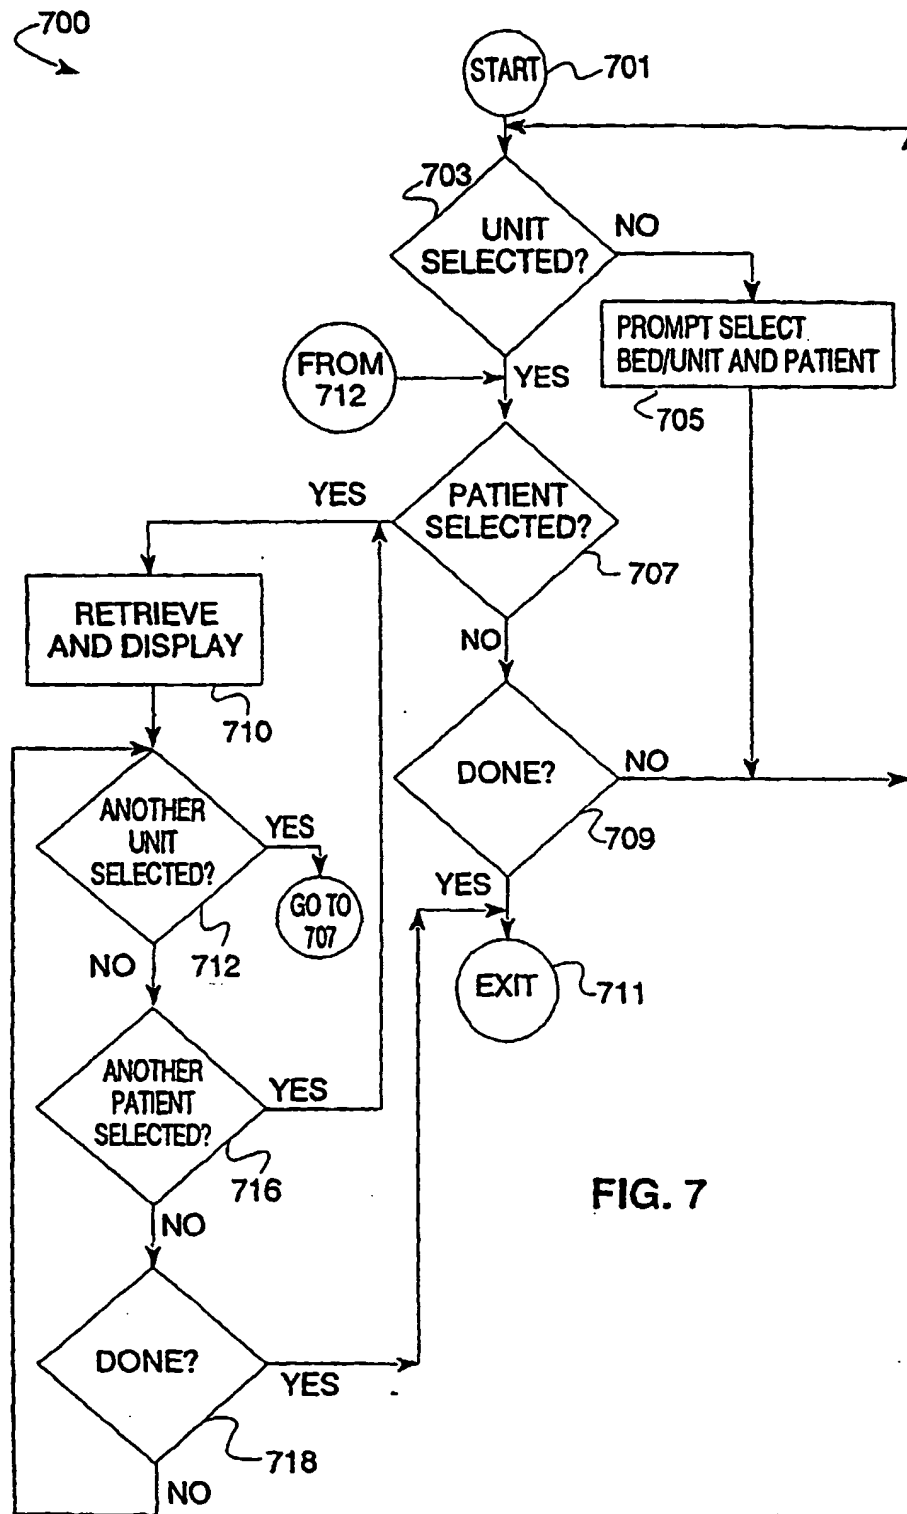 700
START
701
703
UNIT
SELECTED?
NO
PROMPT SELECT
BED/UNIT AND PATIENT
705
FROM
712
YES
PATIENT
SELECTED?
YES
707
NO
RETRIEVE
AND DISPLAY
710
DONE?
NO
709
YES
ANOTHER
UNIT
SELECTED?
YES
GO TO
707
712
NO
EXIT
711
ANOTHER
PATIENT
SELECTED?
YES
716
NO
FIG. 7
DONE?
YES
718
NO